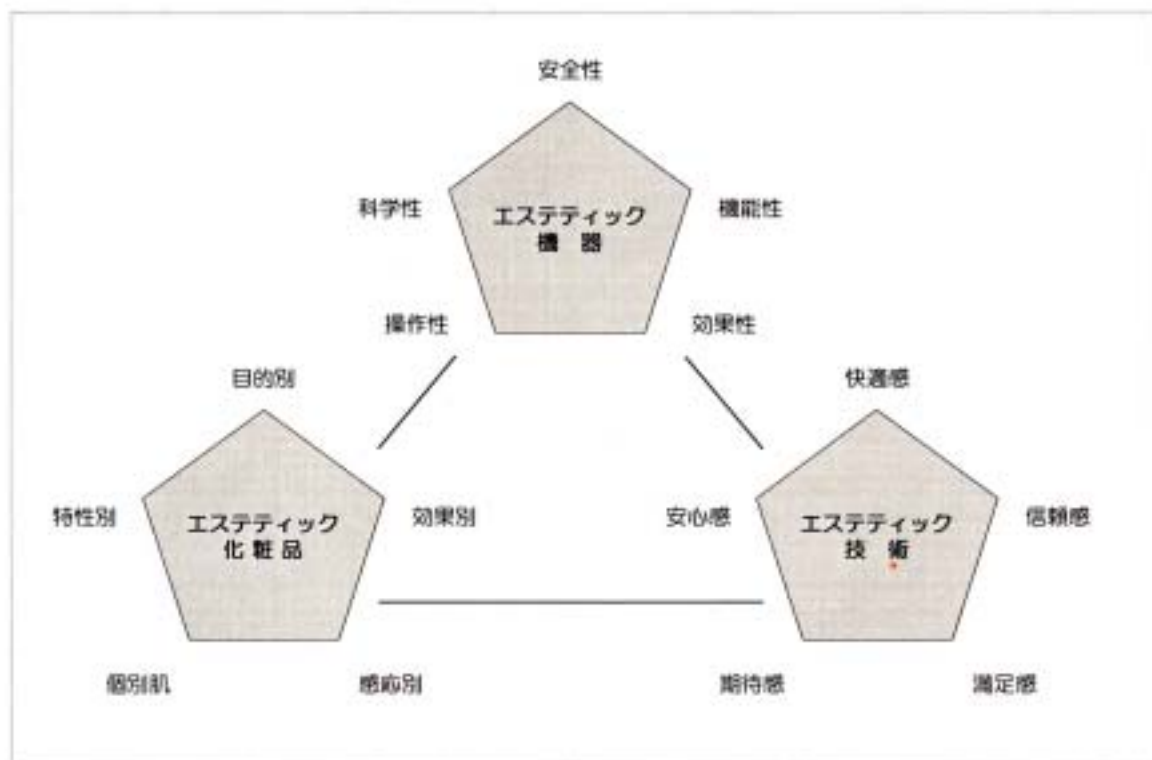 安全性
科学性
機能性
エステティック
機 器
操作性
効果性
目的別
特性別
効果別
エステティック
化 粧 品
個別肌
感応別
快適感
安心感
信頼感
エステティック
技 術
期待感
満足感